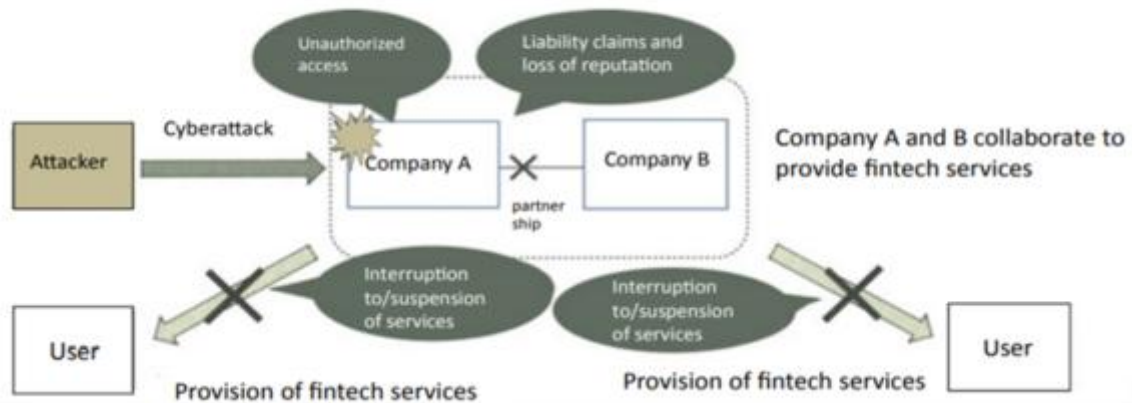 Unauthorized
access
Liability claims and
loss of reputation
Cyberattack
Attacker
Company A
Company B
partner
ship
Company A and B collaborate to
provide fintech services
Interruption
to/suspension
of services
Interruption
to/suspension
of services
User
User
Provision of fintech services
Provision of fintech services